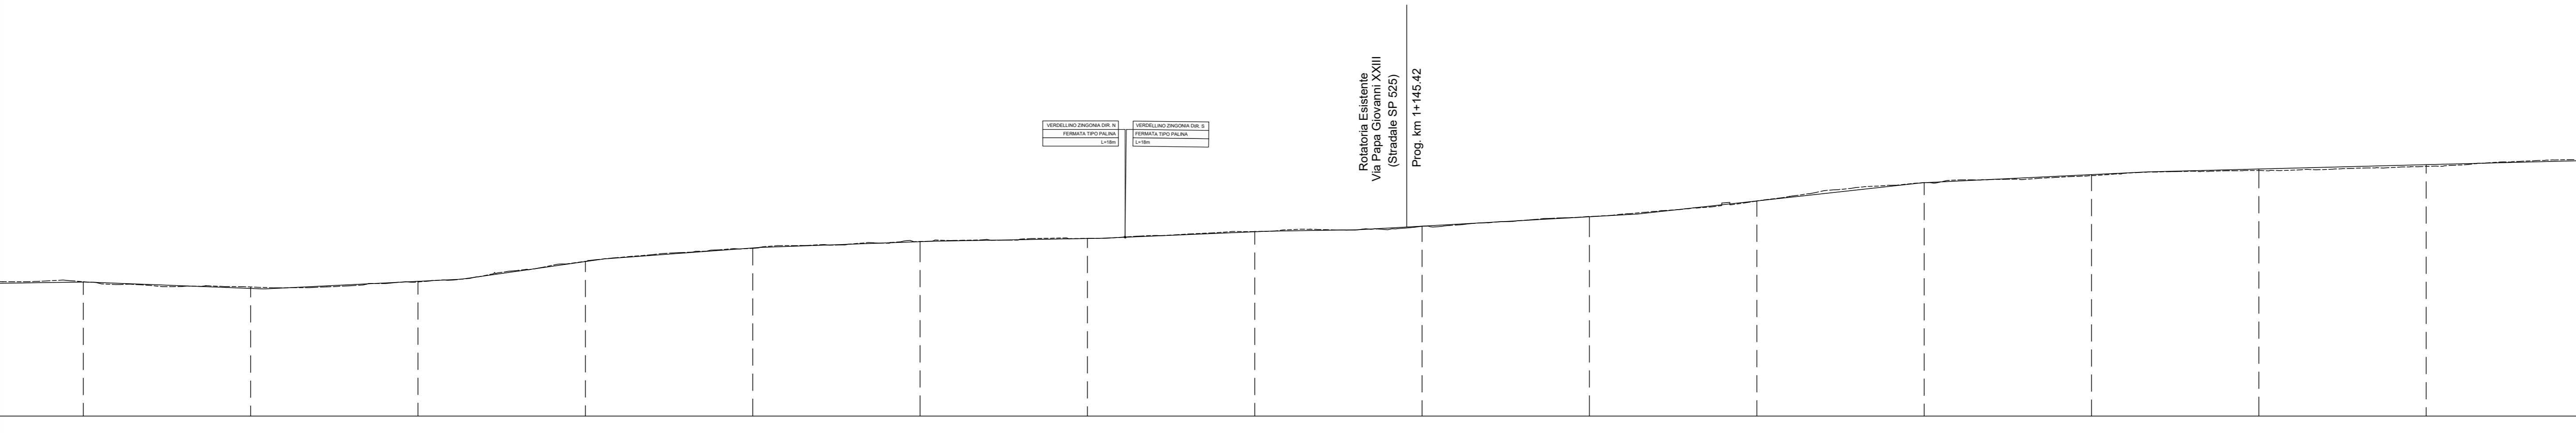 VERDELLINO ZINGONIA DIR. N
FERMATA TIPO PALINA
L=18m
VERDELLINO ZINGONIA DIR. S
FERMATA TIPO PALINA
L=18m
Rotatoria Esistente
Via Papa Giovanni XXIII
(Stradale SP 525)
Prog. km 1+145.42